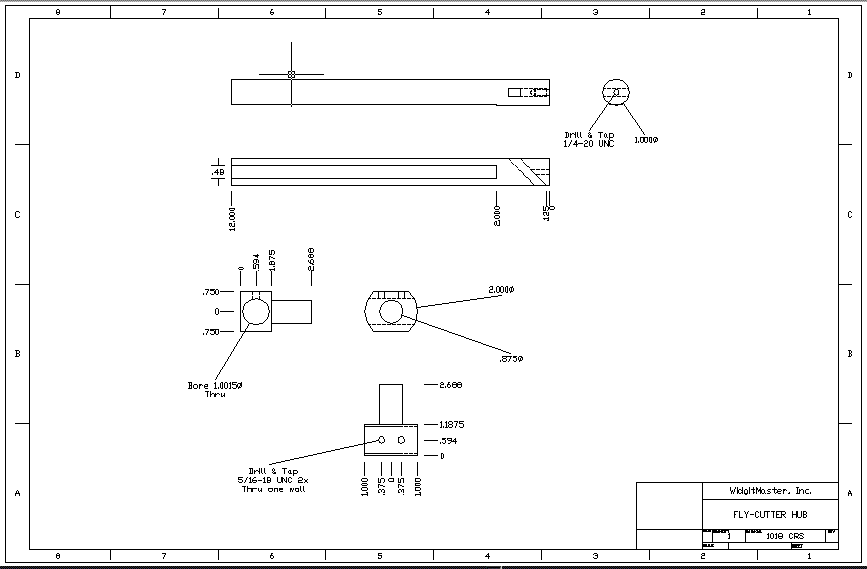 8 7 6 5 4 3 2 1
D D
Drill & Tap
1/4-20 UNC
1.000ø
.48
12.000 2.000 .125 0
C C
0 .594 1.1875 2.688
.750
0
.750
2.000ø
.875ø
Bore 1.0015ø
Thru
B B
2.688
1.1875
.594
0
Drill & Tap
5/16-18 UNC 2x
Thru one wall
1.000 .375 0 .375 1.000
A A
WidgitMaster, Inc.
FLY-CUTTER HUB
1 1018 CRS
8 7 6 5 4 3 2 1